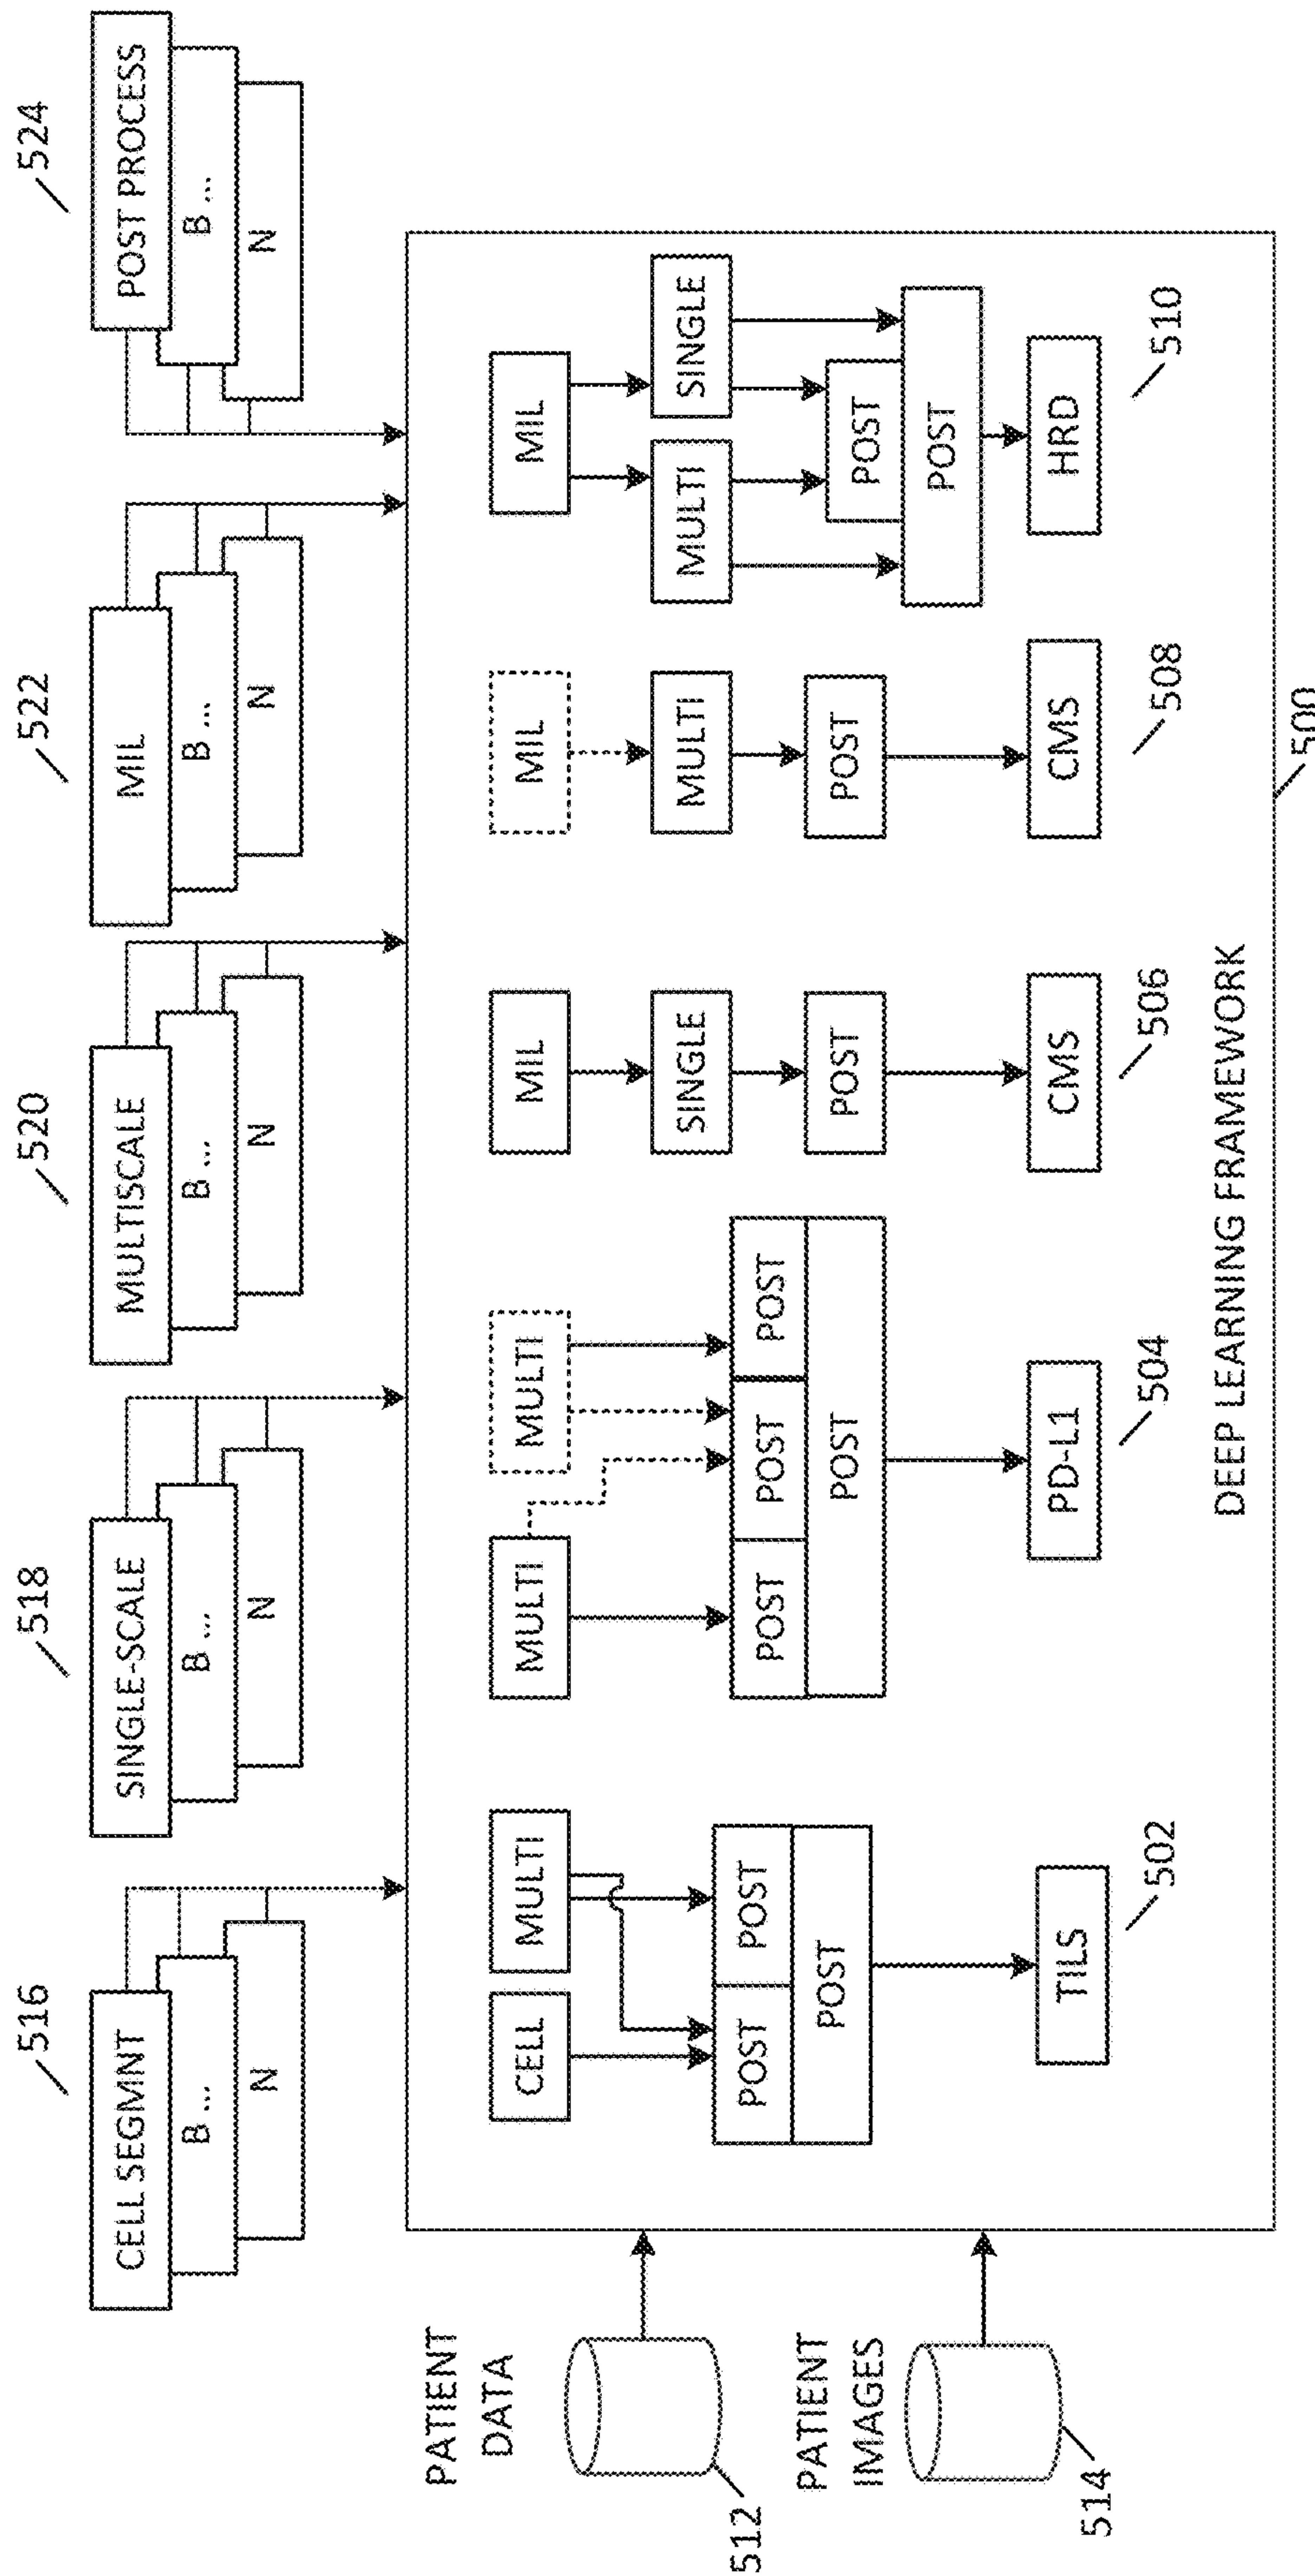 516
518
520
522
524
CELL SEGMNT
SINGLE-SCALE
MULTISCALE
MIL
POST PROCESS
B ...
B ...
B ...
B ...
B ...
N
N
N
N
N
PATIENT
DATA
512
PATIENT
IMAGES
514
CELL
MULTI
POST
POST
POST
TILS
502
MULTI
MULTI
POST
POST
POST
POST
PD-L1
504
MIL
SINGLE
POST
CMS
506
MIL
MULTI
POST
CMS
508
MIL
MULTI
SINGLE
POST
POST
HRD
510
DEEP LEARNING FRAMEWORK
500